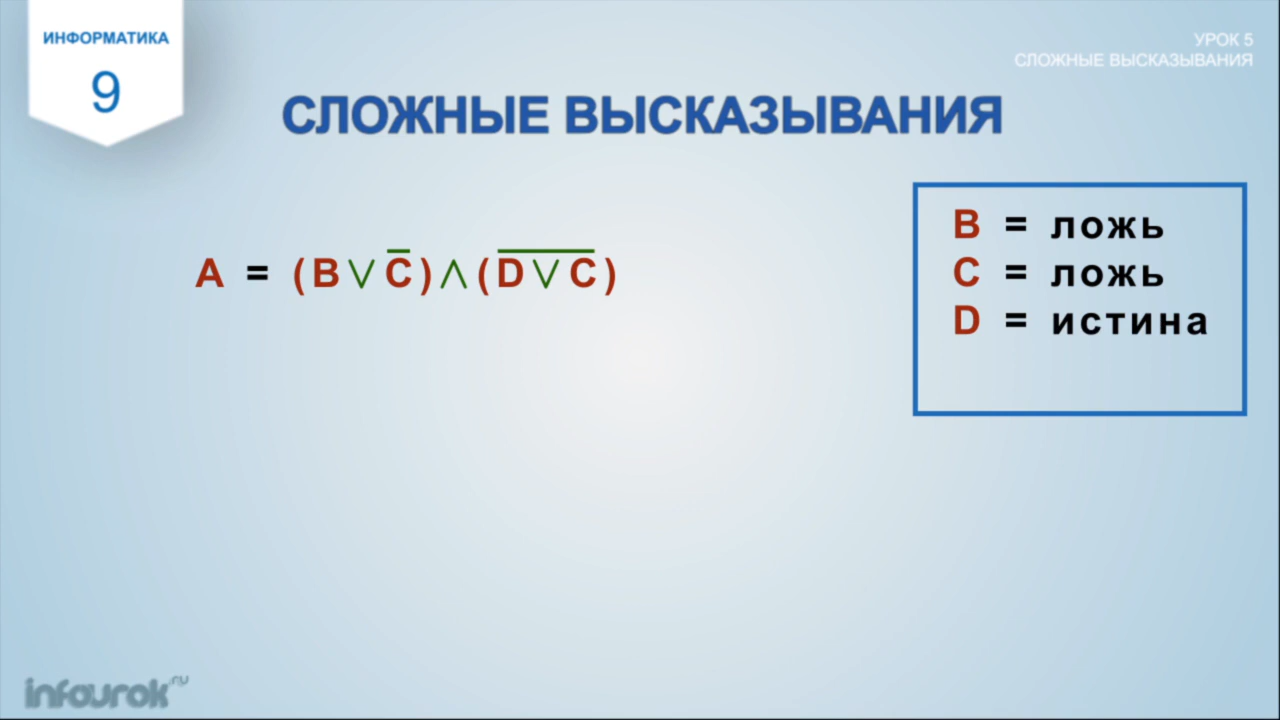 ИНФОРМАТИКА
9
УРОК 5
СЛОЖНЫЕ ВЫСКАЗЫВАНИЯ
СЛОЖНЫЕ ВЫСКАЗЫВАНИЯ
A = (B∨C̅)∧(D̅ ̅∨̅ ̅C̅)
B = ложь
C = ложь
D = истина
infourok.ru